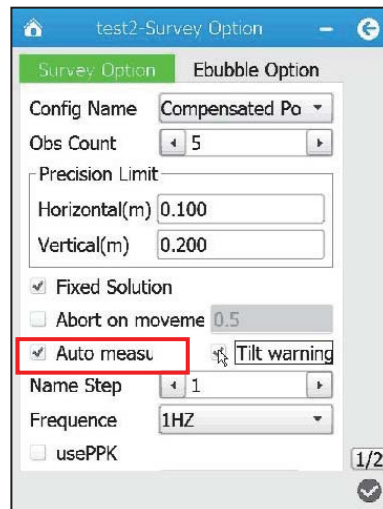 test2-Survey Option
Survey Option Ebubble Option
Config Name Compensated Po
Obs Count 5
Precision Limit
Horizontal(m) 0.100
Vertical(m) 0.200
Fixed Solution
Abort on moveme 0.5
Auto measu Tilt warning
Name Step 1
Frequence 1HZ
usePPK
1/2